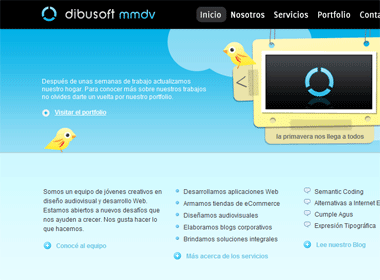 dibusoft mmdv
Inicio Nosotros Servicios Portfolio Conta
Después de unas semanas de trabajo actualizamos
nuestro hogar. Para conocer más sobre nuestros trabajos
no olvides darte un vuelta por nuestro portfolio.
Visitar el portfolio
<
la primavera nos llega a todos
Somos un equipo de jóvenes creativos en
diseño audiovisual y desarrollo Web.
Estamos abiertos a nuevos desafíos que
nos ayuden a crecer. Nos gusta hacer lo
que hacemos.
Conocé al equipo
Desarrollamos aplicaciones Web
Armamos tiendas de eCommerce
Diseñamos audiovisuales
Elaboramos blogs corporativos
Brindamos soluciones integrales
Más acerca de los servicios
Semantic Coding
Alternativas a Internet E
Cumple Agus
Expresión Tipográfica
Lee nuestro Blog